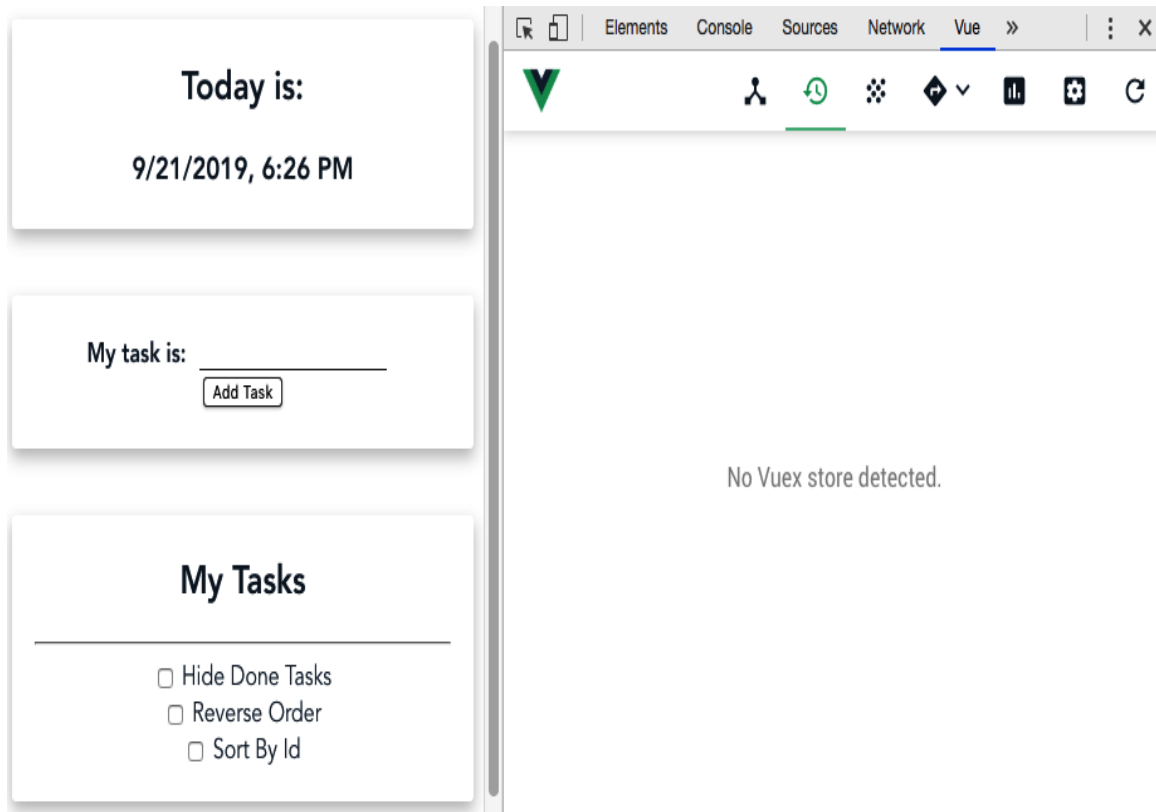 Today is:
9/21/2019, 6:26 PM
My task is:
Add Task
My Tasks
Hide Done Tasks
Reverse Order
Sort By Id
Elements Console Sources Network Vue »
No Vuex store detected.